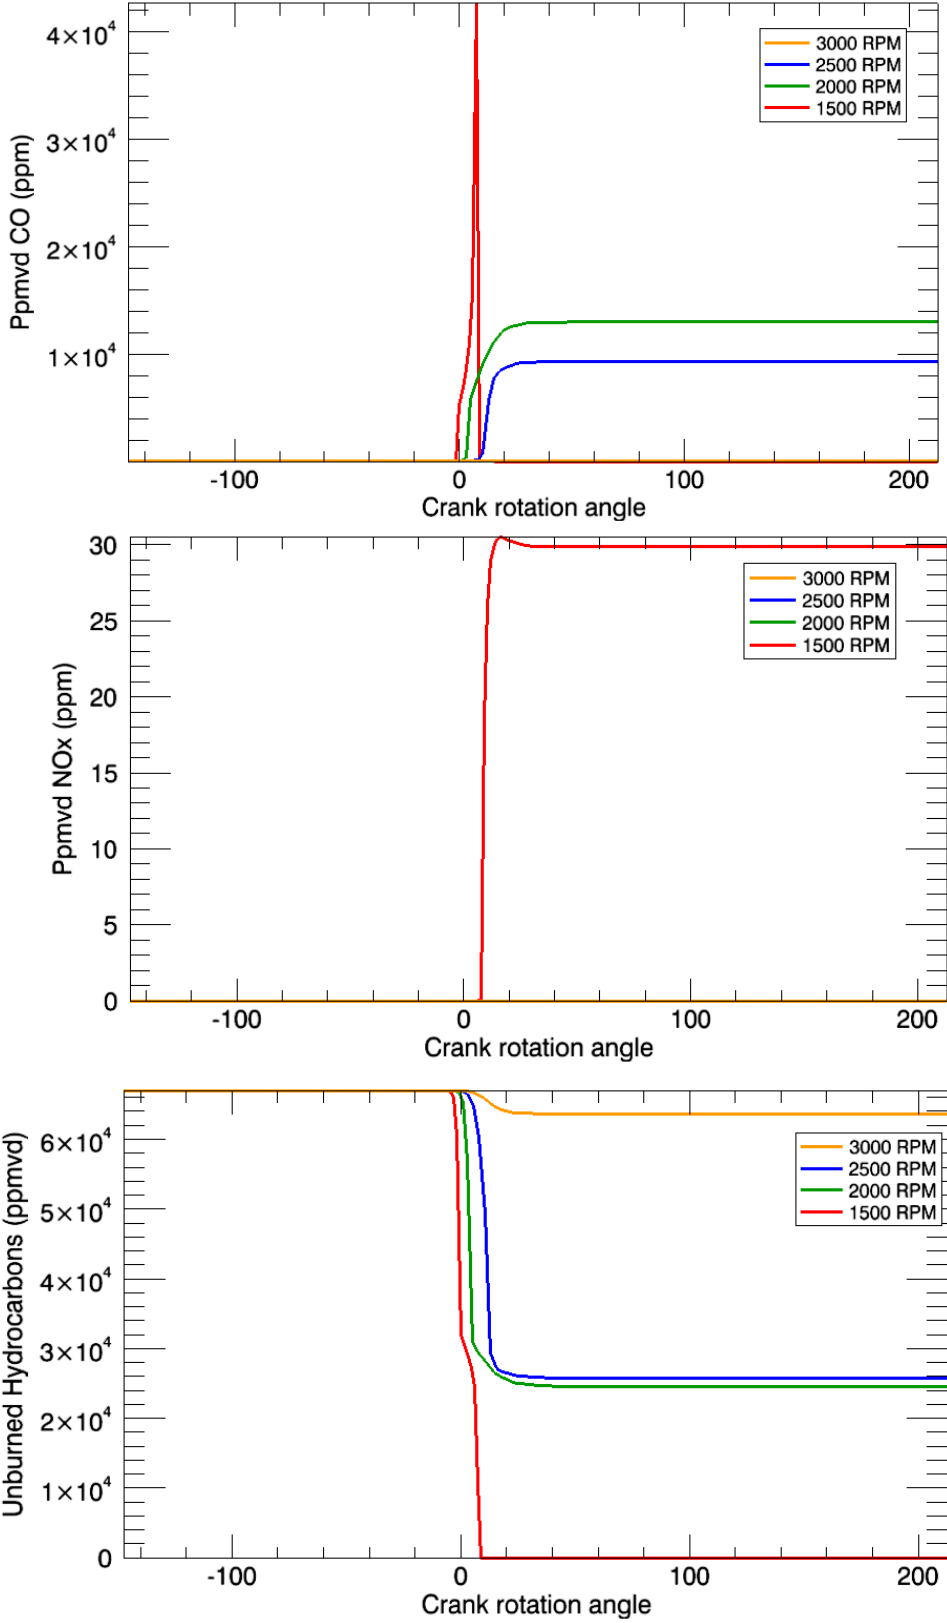 Ppmvd CO (ppm)
4×10⁴
3×10⁴
2×10⁴
1×10⁴
3000 RPM
2500 RPM
2000 RPM
1500 RPM
-100 0 100 200
Crank rotation angle
Ppmvd NOx (ppm)
30
25
20
15
10
5
0
3000 RPM
2500 RPM
2000 RPM
1500 RPM
-100 0 100 200
Crank rotation angle
Unburned Hydrocarbons (ppmvd)
6×10⁴
5×10⁴
4×10⁴
3×10⁴
2×10⁴
1×10⁴
0
3000 RPM
2500 RPM
2000 RPM
1500 RPM
-100 0 100 200
Crank rotation angle